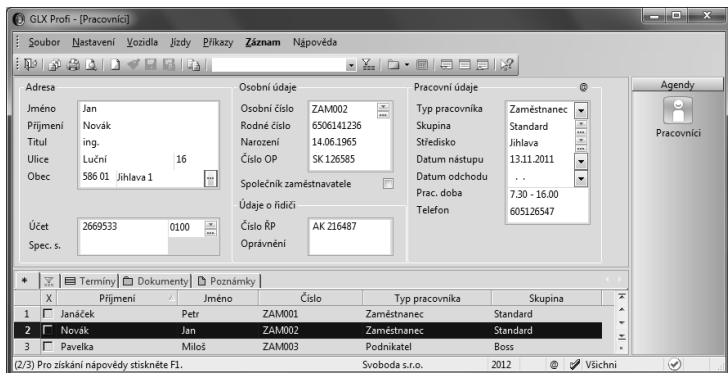 GLX Profi - [Pracovníci]
Soubor Nastavení Vozidla Jízdy Příkazy Záznam Nápověda
Adresa
Jméno Jan
Příjmení Novák
Titul ing.
Ulice Luční 16
Obec 586 01 Jihlava 1
Účet 2669533 0100
Spec. s.
Osobní údaje
Osobní číslo ZAM002
Rodné číslo 6506141236
Narození 14.06.1965
Číslo OP SK 126585
Společník zaměstnavatele
Údaje o řidiči
Číslo ŘP AK 216487
Oprávnění
Pracovní údaje @
Typ pracovníka Zaměstnanec
Skupina Standard
Středisko Jihlava
Datum nástupu 13.11.2011
Datum odchodu . .
Prac. doba 7.30 - 16.00
Telefon 605126547
Agendy
Pracovníci
* Termíny Dokumenty Poznámky
X Příjmení Jméno Číslo Typ pracovníka Skupina
1 Janáček Petr ZAM001 Zaměstnanec Standard
2 Novák Jan ZAM002 Zaměstnanec Standard
3 Pavelka Miloš ZAM003 Podnikatel Boss
(2/3) Pro získání nápovědy stiskněte F1. Svoboda s.r.o. 2012 @ Všichni